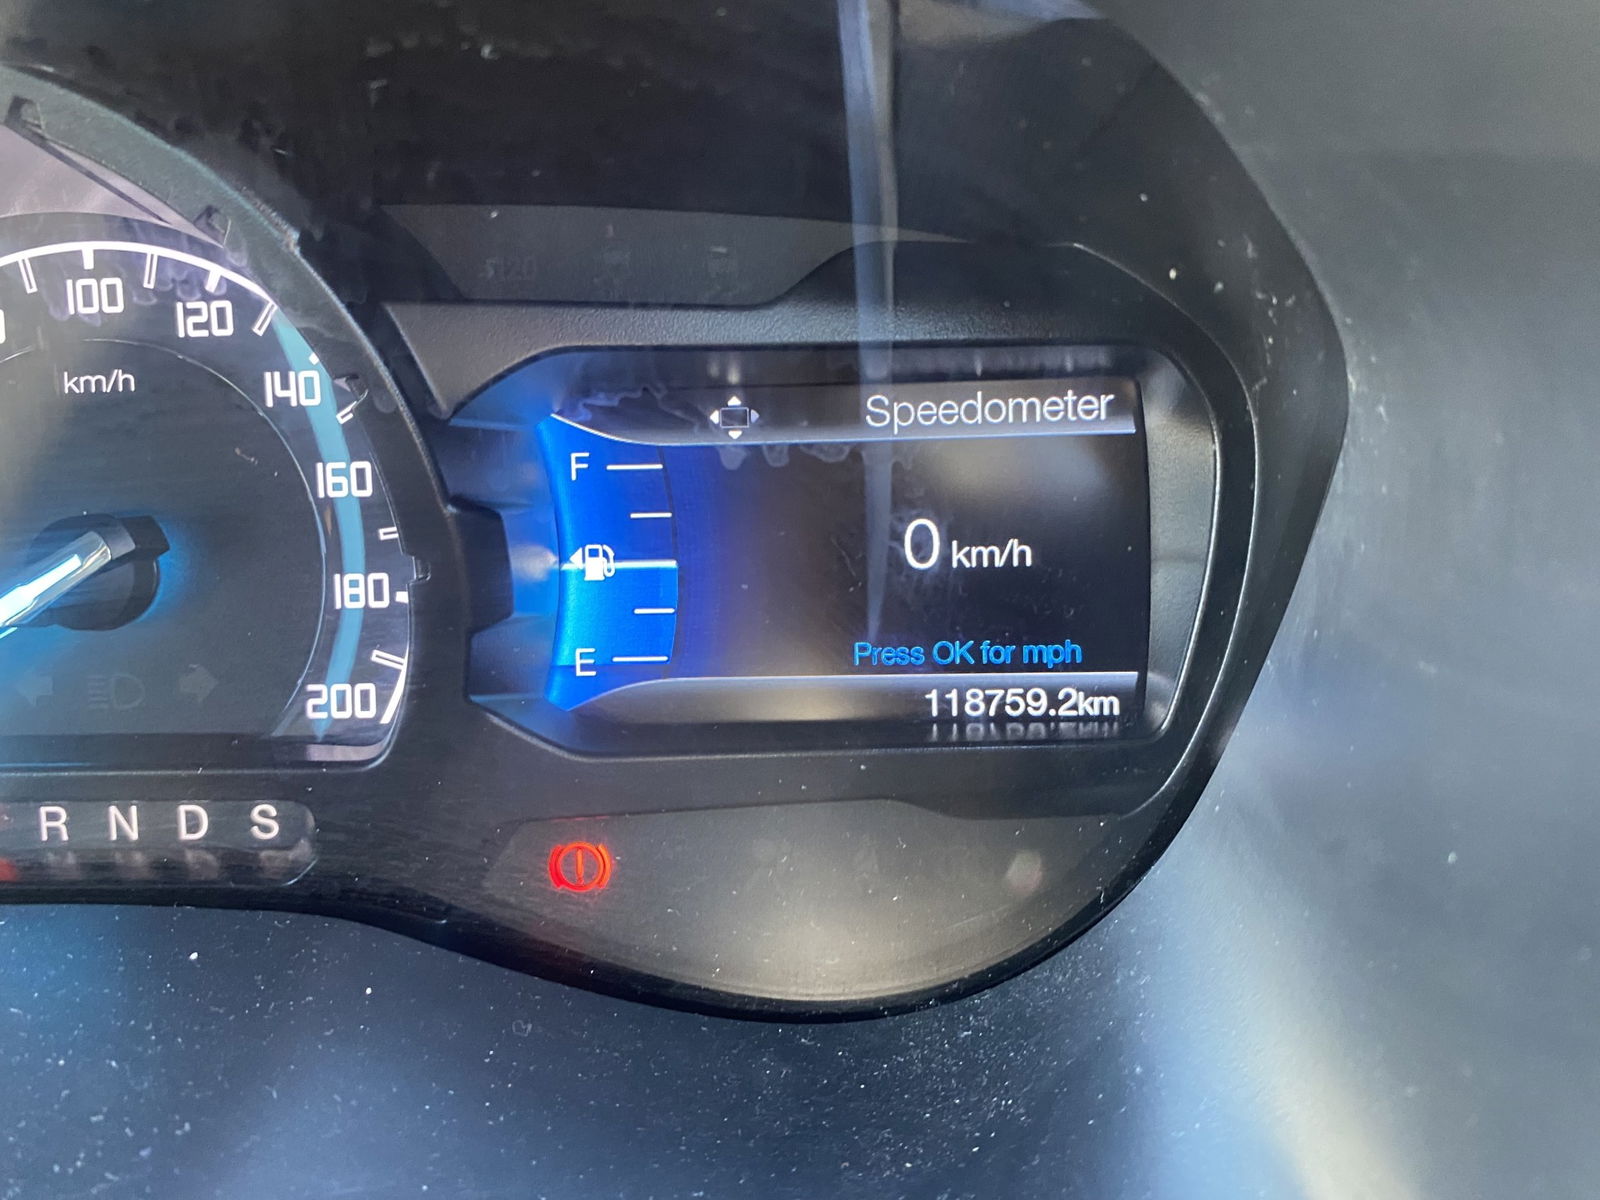 100
120
140
km/h
160
180
200
Speedometer
F
0 km/h
E
Press OK for mph
118759.2km
R N D S